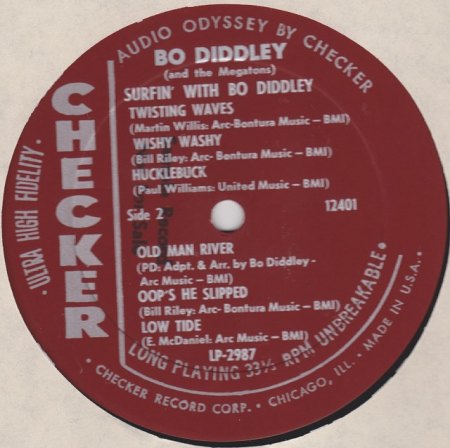 AUDIO ODYSSEY BY CHECKER
BO DIDDLEY
(and the Megatons)
SURFIN' WITH BO DIDDLEY
TWISTING WAVES
(Martin Willis: Arc-Bontura Music – BMI)
WISHY WASHY
(Bill Riley: Arc- Bontura Music – BMI)
HUCKLEBUCK
(Paul Williams: United Music – BMI)
Side 2
12401
OLD MAN RIVER
(PD: Adpt. & Arr. by Bo Diddley -
Arc Music – BMI)
OOP'S HE SLIPPED
(Bill Riley: Arc- Bontura Music – BMI)
LOW TIDE
(E. McDaniel: Arc Music – BMI)
LP-2987
LONG PLAYING 33⅓ RPM UNBREAKABLE •
• CHECKER RECORD CORP. • CHICAGO, ILL. • MADE IN U.S.A. •
• ULTRA HIGH FIDELITY •
CHECKER